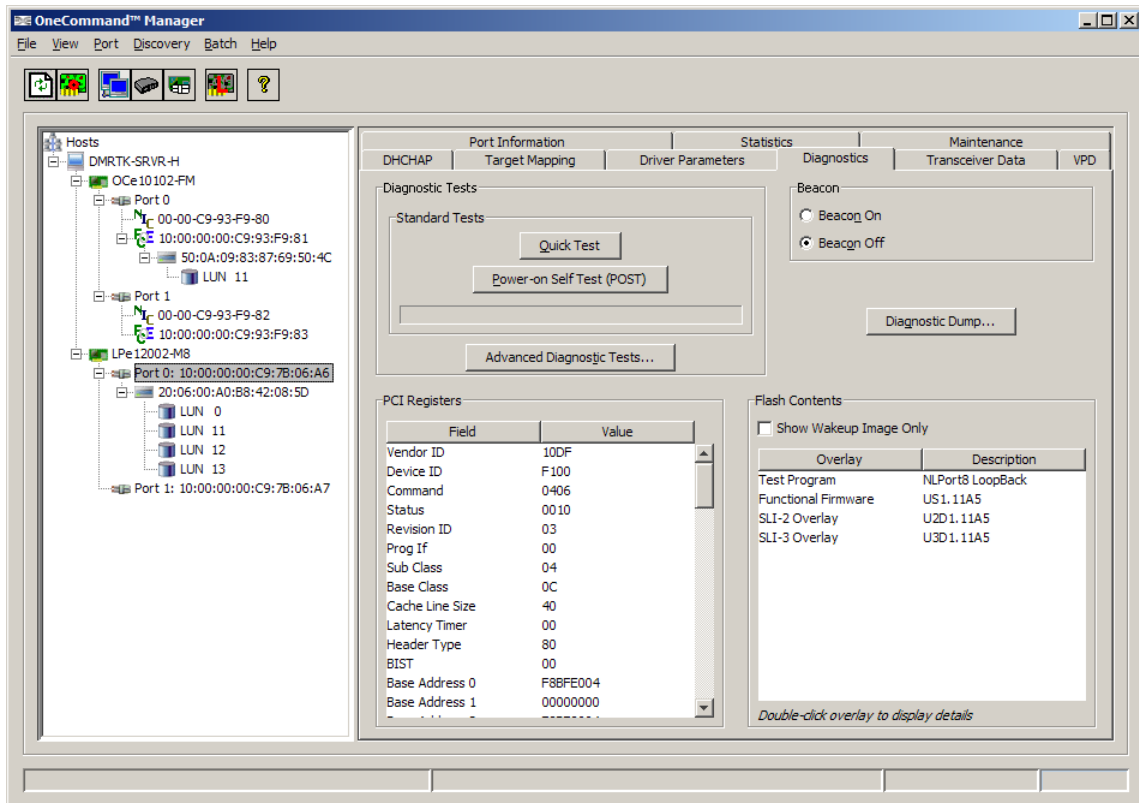 OneCommand™ Manager
File View Port Discovery Batch Help
Hosts
DMRTK-SRVR-H
OCe10102-FM
Port 0
NIC 00-00-C9-93-F9-80
FCoE 10:00:00:00:C9:93:F9:81
50:0A:09:83:87:69:50:4C
LUN 11
Port 1
NIC 00-00-C9-93-F9-82
FCoE 10:00:00:00:C9:93:F9:83
LPe12002-M8
Port 0: 10:00:00:00:C9:7B:06:A6
20:06:00:A0:B8:42:08:5D
LUN 0
LUN 11
LUN 12
LUN 13
Port 1: 10:00:00:00:C9:7B:06:A7
Port Information Statistics Maintenance
DHCHAP Target Mapping Driver Parameters Diagnostics Transceiver Data VPD
Diagnostic Tests
Standard Tests
Quick Test
Power-on Self Test (POST)
Advanced Diagnostic Tests...
Beacon
Beacon On
Beacon Off
Diagnostic Dump...
PCI Registers
Field Value
Vendor ID 10DF
Device ID F100
Command 0406
Status 0010
Revision ID 03
Prog If 00
Sub Class 04
Base Class 0C
Cache Line Size 40
Latency Timer 00
Header Type 80
BIST 00
Base Address 0 F8BFE004
Base Address 1 00000000
Flash Contents
Show Wakeup Image Only
Overlay Description
Test Program NLPort8 LoopBack
Functional Firmware US1.11A5
SLI-2 Overlay U2D1.11A5
SLI-3 Overlay U3D1.11A5
Double-click overlay to display details